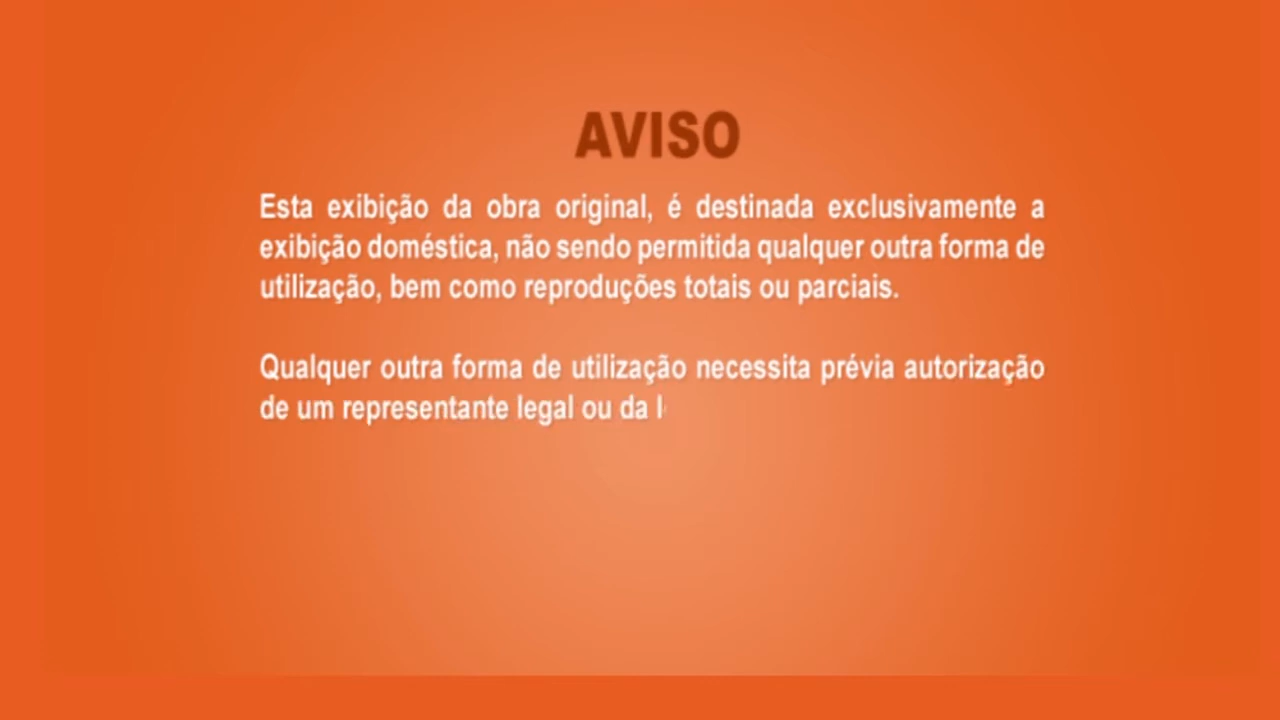 AVISO
Esta exibição da obra original, é destinada exclusivamente a
exibição doméstica, não sendo permitida qualquer outra forma de
utilização, bem como reproduções totais ou parciais.
Qualquer outra forma de utilização necessita prévia autorização
de um representante legal ou da